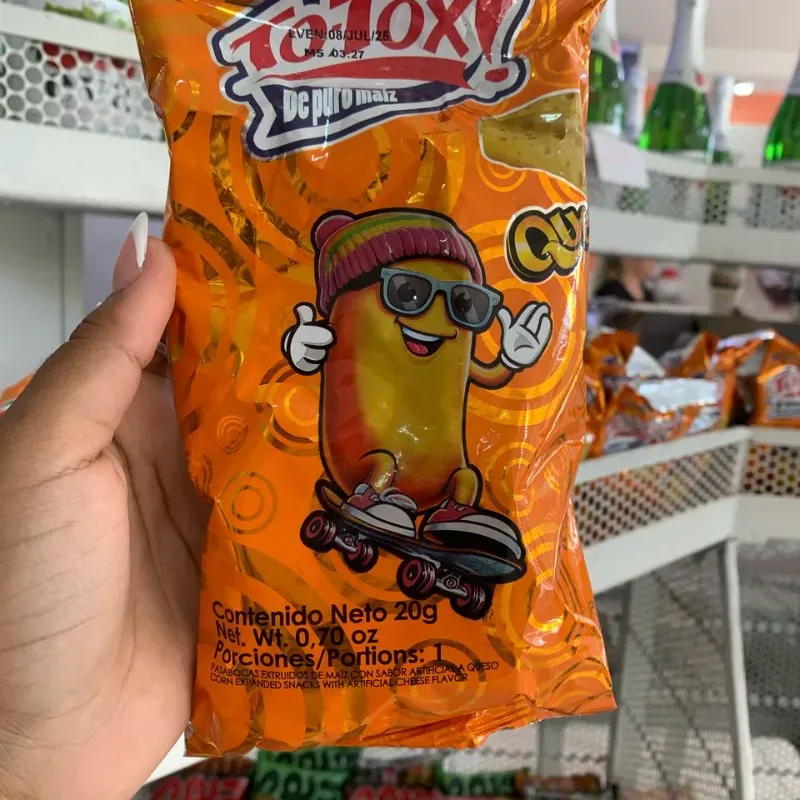 EVEN:08/JUL/25
MS 03:27
ToTox!
De puro maíz
Contenido Neto 20g
Net. Wt. 0,70 oz
Porciones/Portions: 1
PASABOCAS EXTRUIDOS DE MAÍZ CON SABOR ARTIFICIAL A QUESO
CORN EXPANDED SNACKS WITH ARTIFICIAL CHEESE FLAVOR